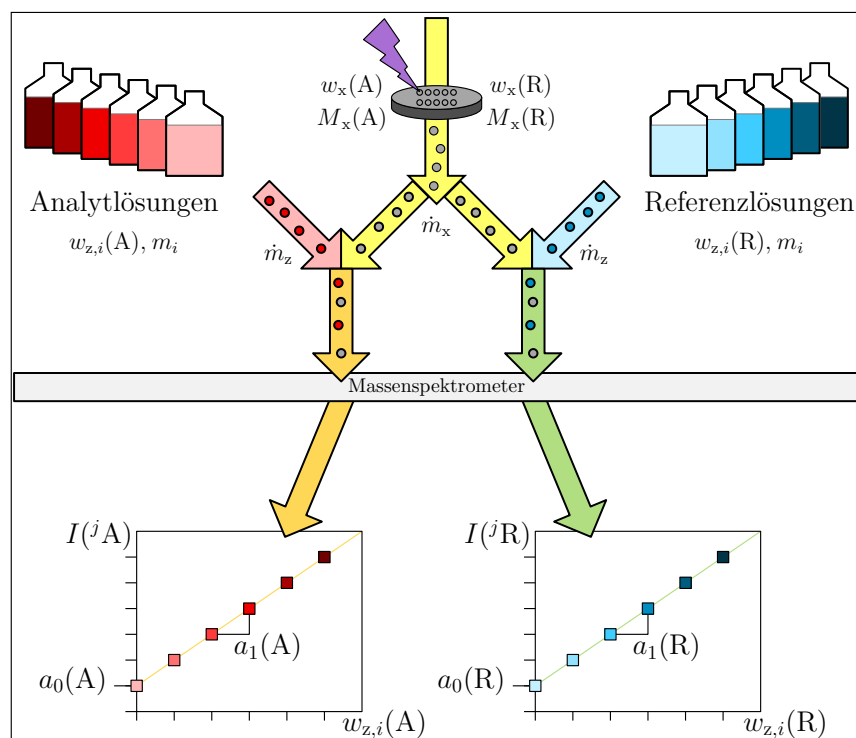 w_x(A) w_x(R)
M_x(A) M_x(R)
Analytlösungen
w_{z,i}(A), m_i
Referenzlösungen
w_{z,i}(R), m_i
ṁ_z ṁ_x ṁ_z
Massenspektrometer
I(^jA)
a_1(A)
a_0(A)
w_{z,i}(A)
I(^jR)
a_1(R)
a_0(R)
w_{z,i}(R)